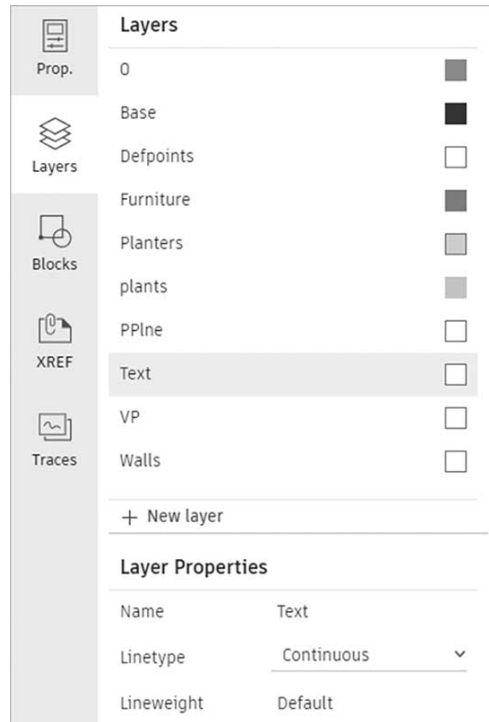 Prop.
Layers
Blocks
XREF
Traces
Layers
0
Base
Defpoints
Furniture
Planters
plants
PPlne
Text
VP
Walls
+ New layer
Layer Properties
Name Text
Linetype Continuous
Lineweight Default